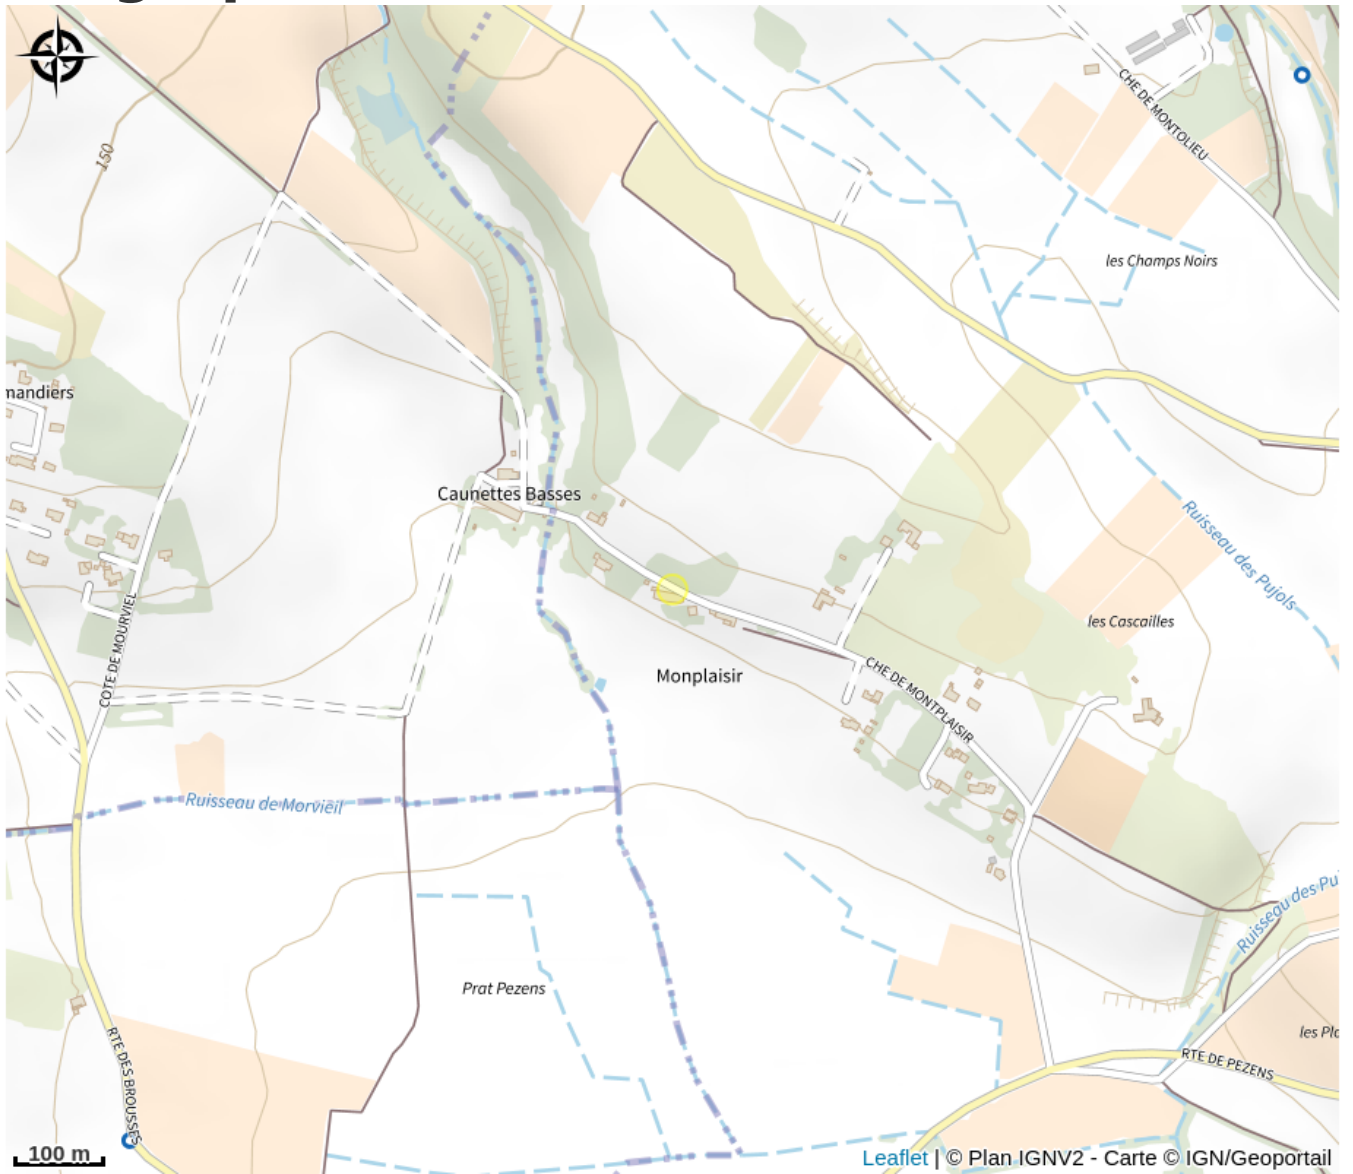 CHE DE MONTOLIEU
150
les Champs Noirs
mandiers
Caunettes Basses
Ruisseau des Pujols
les Cascailles
COTE DE MOURVIEL
Monplaisir
CHE DE MONTPLAISIR
Ruisseau de Morvieil
Ruisseau des Pu
Prat Pezens
les Pla
RTE DES BROUSSES
RTE DE PEZENS
100 m
Leaflet | © Plan IGNV2 - Carte © IGN/Geoportail